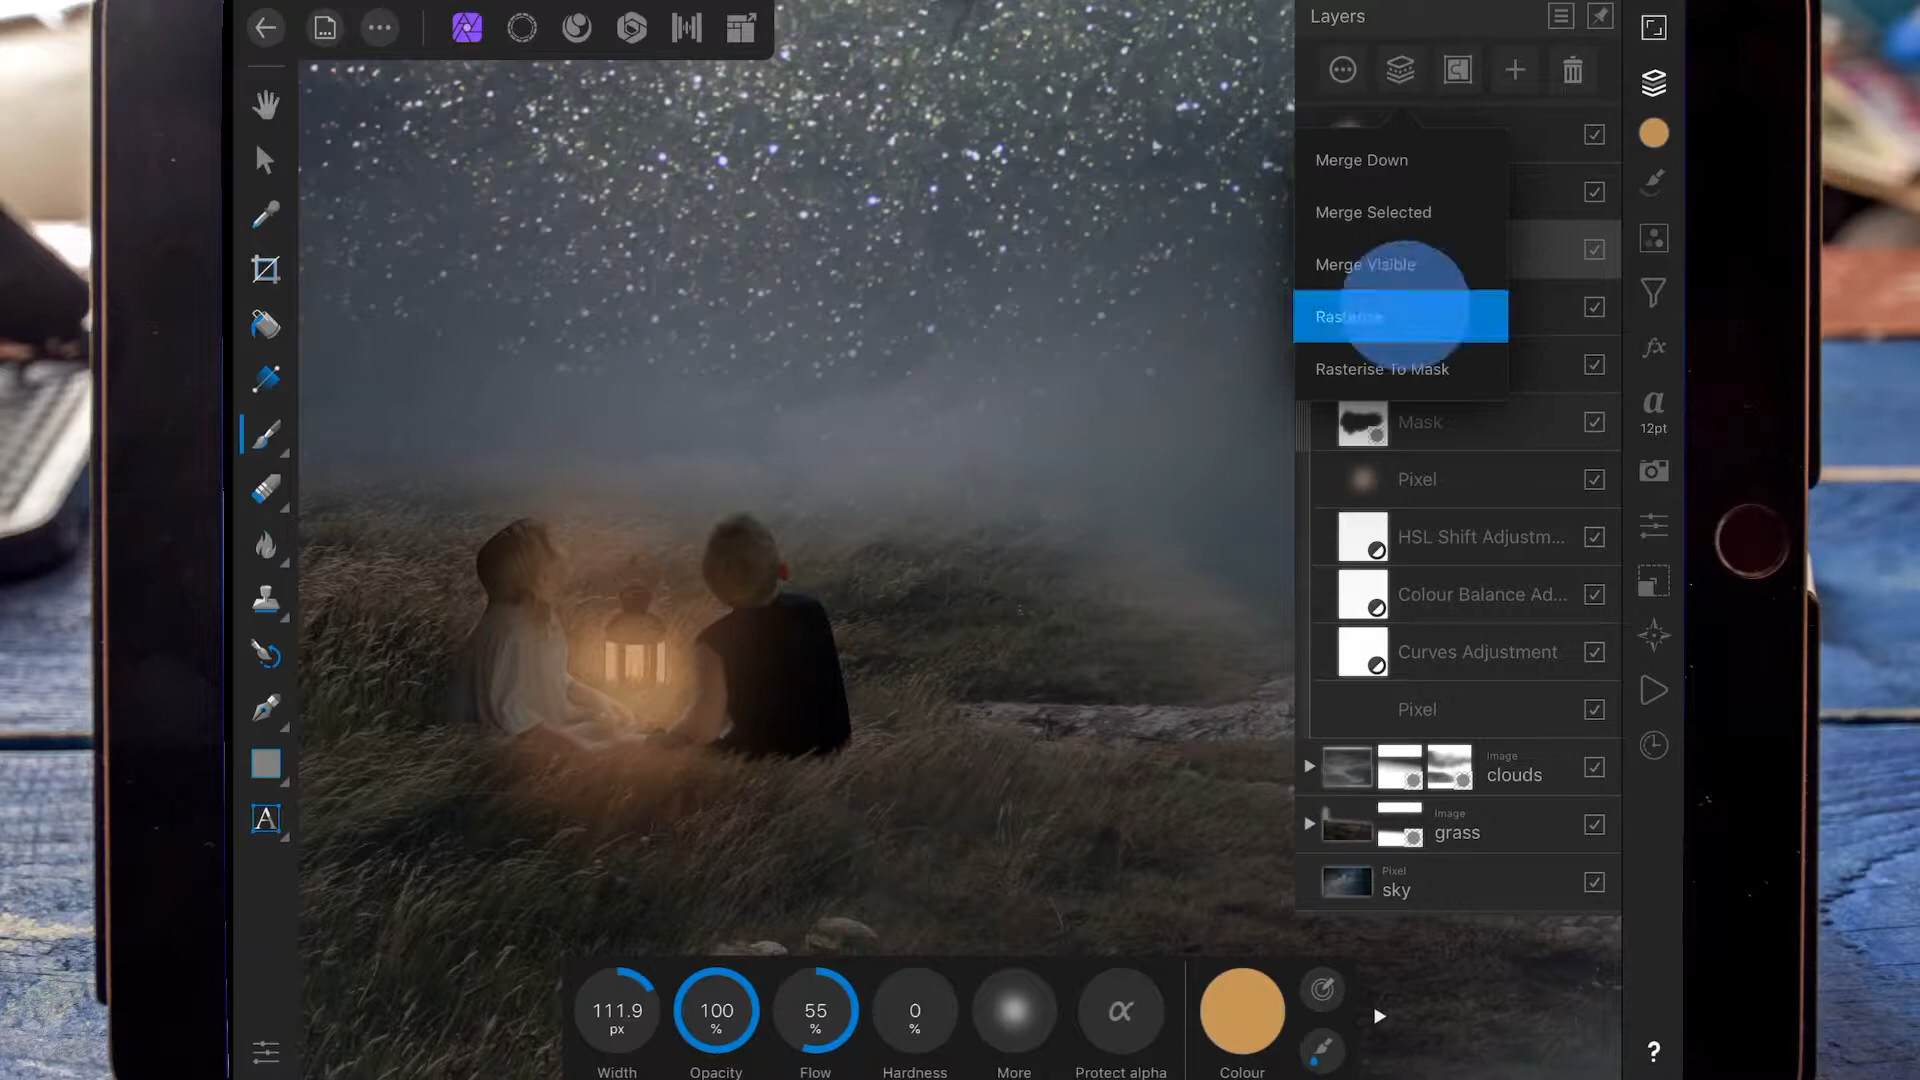 Layers
Merge Down
Merge Selected
Merge Visible
Rasterise
Rasterise To Mask
Mask
Pixel
HSL Shift Adjustm...
Colour Balance Ad...
Curves Adjustment
Pixel
Image
clouds
Image
grass
Pixel
sky
a
12pt
fx
A
111.9
px
100
%
55
%
0
%
α
Width
Opacity
Flow
Hardness
More
Protect alpha
Colour
?